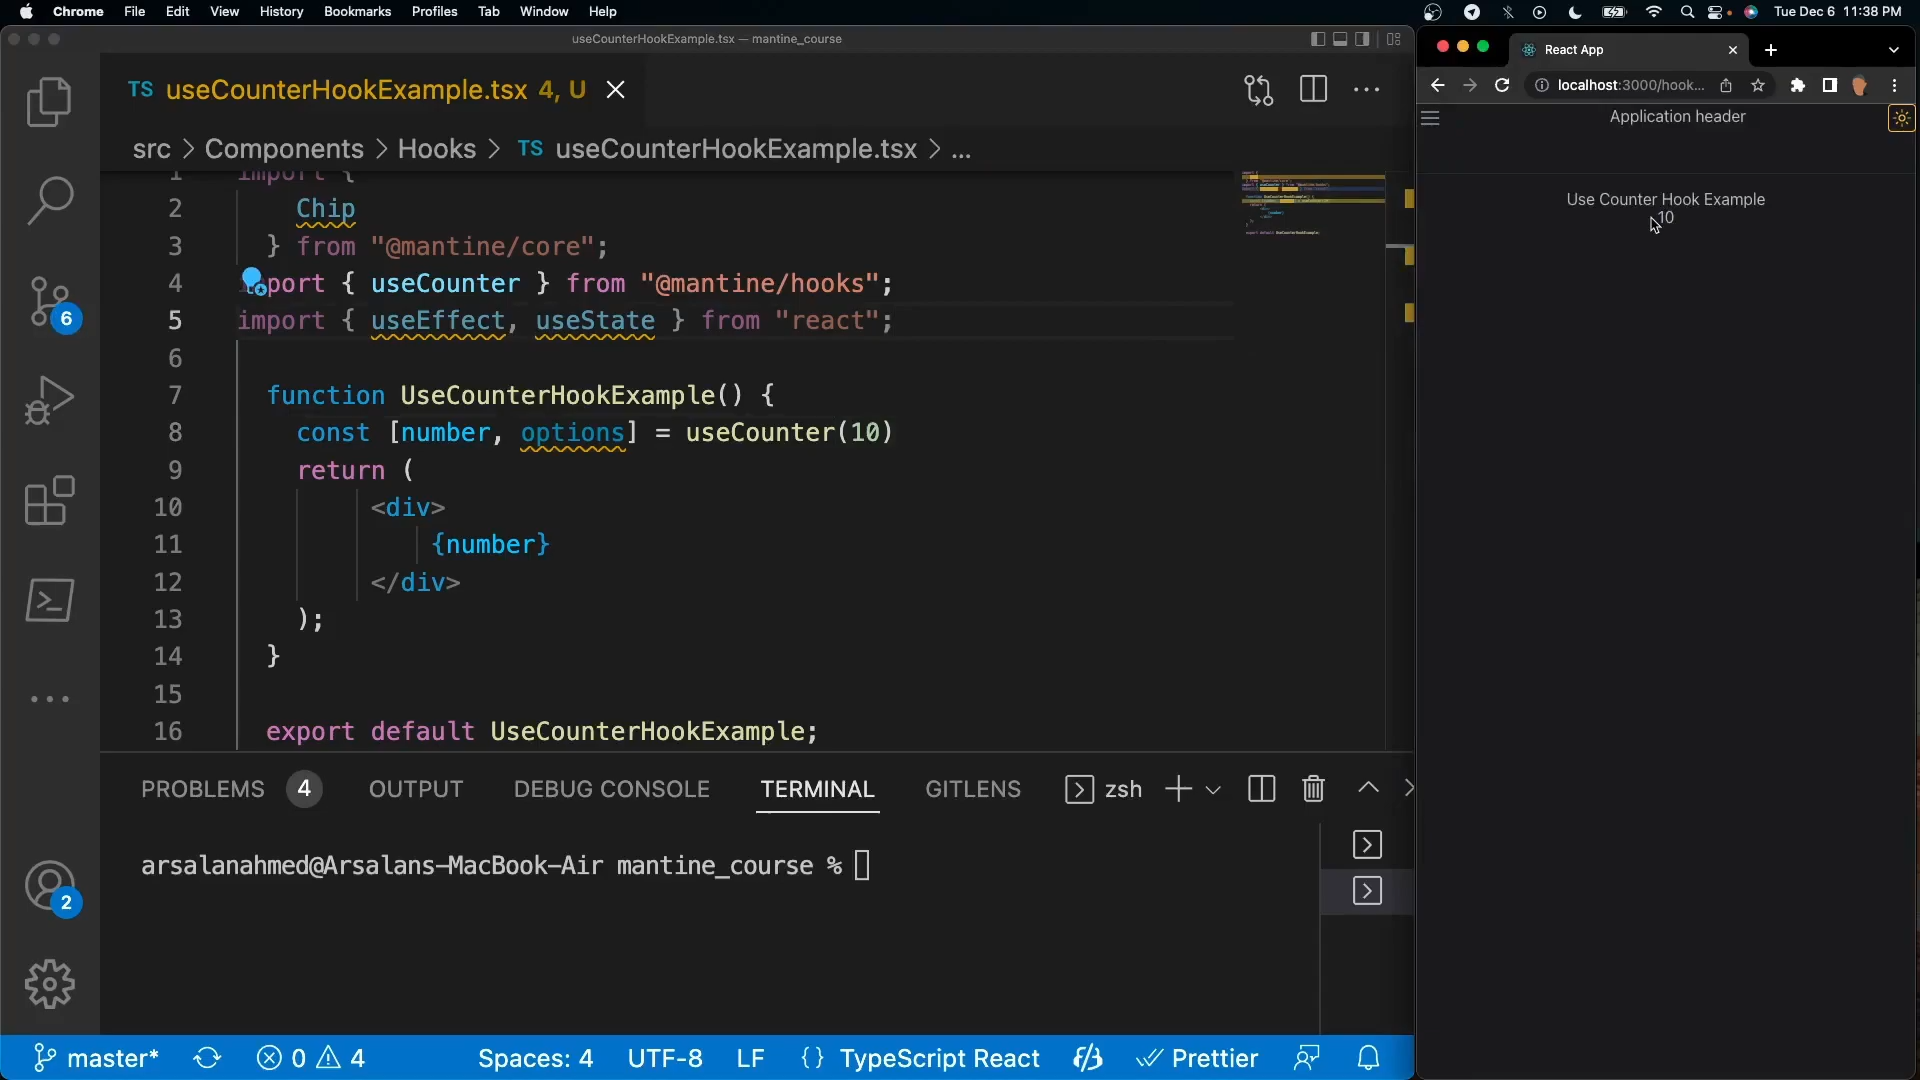 Chrome File Edit View History Bookmarks Profiles Tab Window Help
Tue Dec 6 11:38 PM
useCounterHookExample.tsx — mantine_course
TS useCounterHookExample.tsx 4, U
src > Components > Hooks > TS useCounterHookExample.tsx > ...
1 import {
2 Chip
3 } from "@mantine/core";
4 import { useCounter } from "@mantine/hooks";
5 import { useEffect, useState } from "react";
6
7 function UseCounterHookExample() {
8 const [number, options] = useCounter(10)
9 return (
10 <div>
11 {number}
12 </div>
13 );
14 }
15
16 export default UseCounterHookExample;
6
2
PROBLEMS 4 OUTPUT DEBUG CONSOLE TERMINAL GITLENS zsh
arsalanahmed@Arsalans-MacBook-Air mantine_course %
master* 0 4 Spaces: 4 UTF-8 LF {} TypeScript React Prettier
React App
localhost:3000/hook...
Application header
Use Counter Hook Example
10